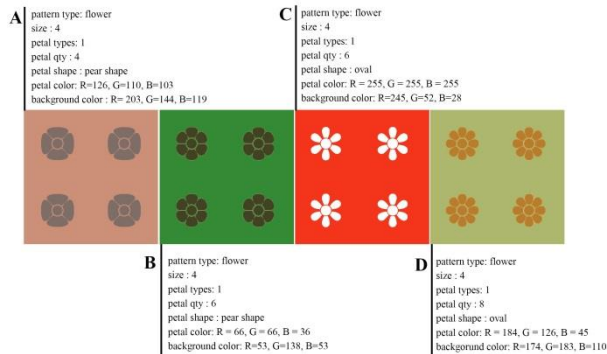 A
pattern type: flower
size : 4
petal types: 1
petal qty : 4
petal shape : pear shape
petal color: R=126, G=110, B=103
background color : R= 203, G=144, B=119
C
pattern type: flower
size : 4
petal types: 1
petal qty : 6
petal shape : oval
petal color: R = 255, G = 255, B = 255
background color: R=245, G=52, B=28
B
pattern type: flower
size : 4
petal types: 1
petal qty : 6
petal shape : pear shape
petal color: R = 66, G = 66, B = 36
background color: R=53, G=138, B=53
D
pattern type: flower
size : 4
petal types: 1
petal qty : 8
petal shape : oval
petal color: R = 184, G = 126, B = 45
background color: R=174, G=183, B=110